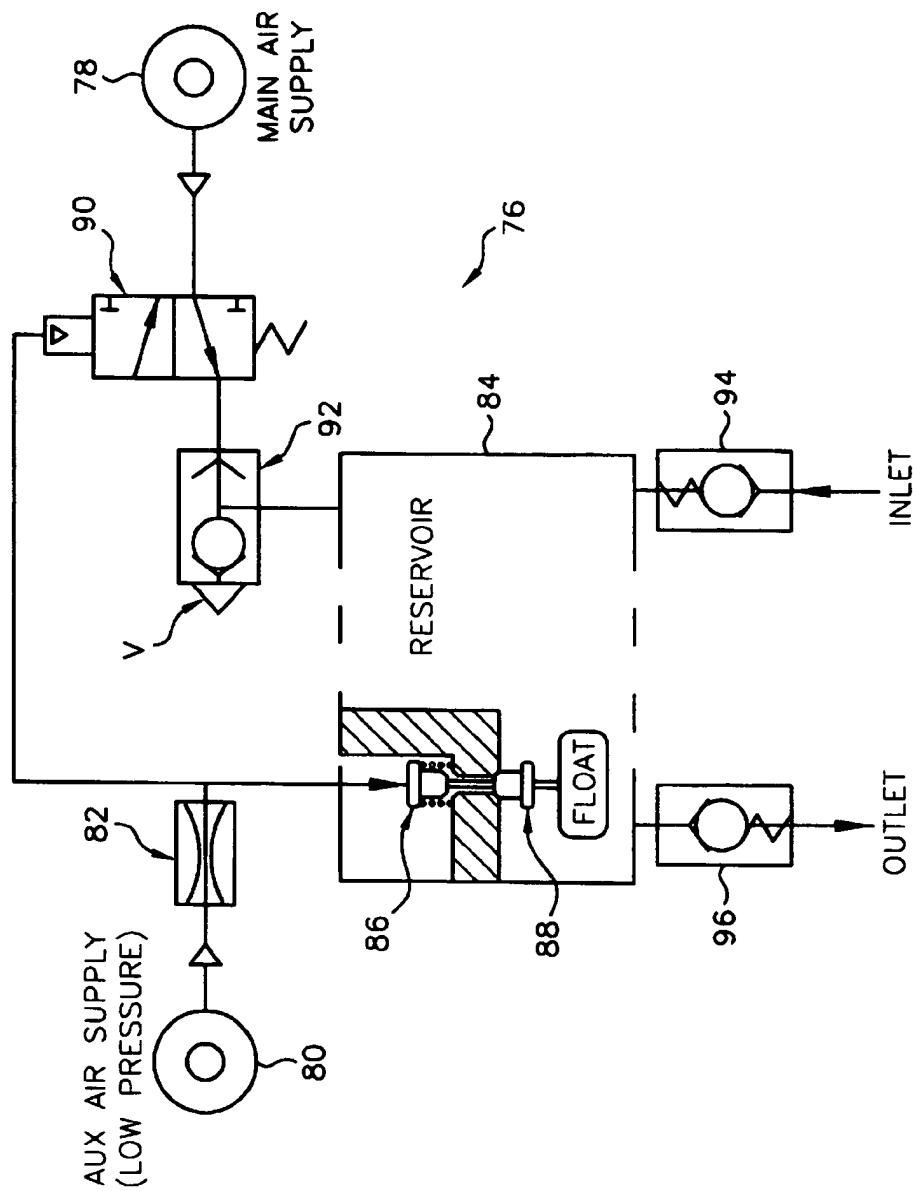 AUX AIR SUPPLY
(LOW PRESSURE)
80
82
V
92
90
78
MAIN AIR
SUPPLY
76
84
RESERVOIR
86
88
FLOAT
96
OUTLET
94
INLET